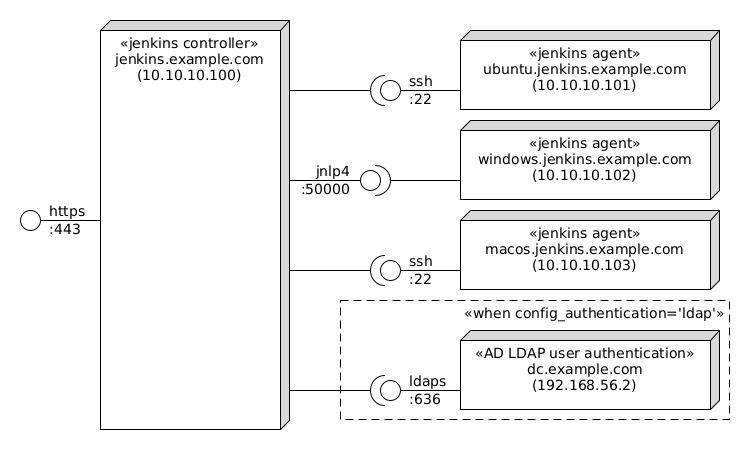 «jenkins controller»
jenkins.example.com
(10.10.10.100)
https
:443
ssh
:22
«jenkins agent»
ubuntu.jenkins.example.com
(10.10.10.101)
jnlp4
:50000
«jenkins agent»
windows.jenkins.example.com
(10.10.10.102)
ssh
:22
«jenkins agent»
macos.jenkins.example.com
(10.10.10.103)
«when config_authentication='ldap'»
ldaps
:636
«AD LDAP user authentication»
dc.example.com
(192.168.56.2)